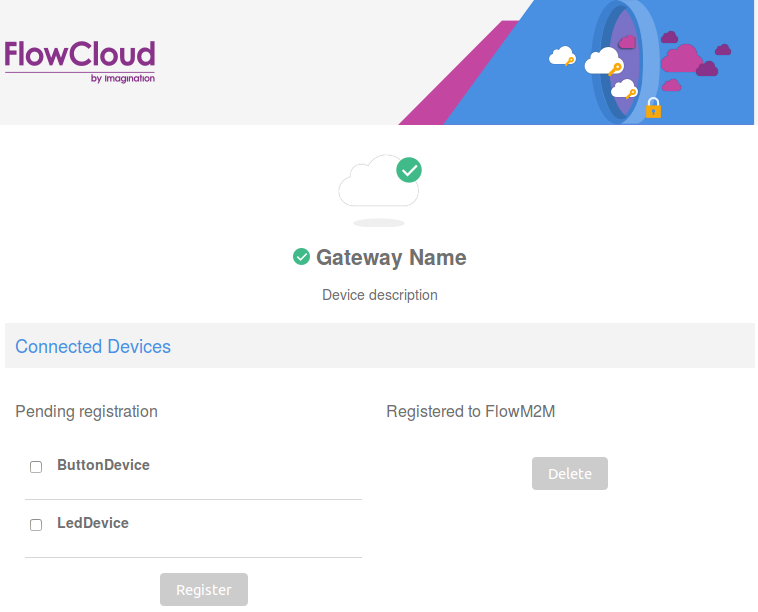 FlowCloud
by Imagination
Gateway Name
Device description
Connected Devices
Pending registration
ButtonDevice
LedDevice
Register
Registered to FlowM2M
Delete